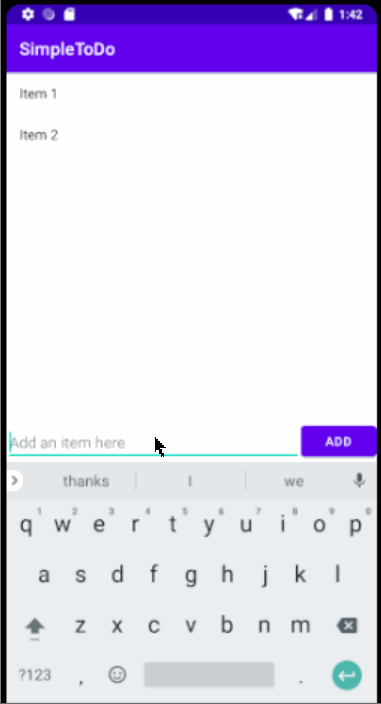 1:42
SimpleToDo
Item 1
Item 2
Add an item here
ADD
thanks I we
1 2 3 4 5 6 7 8 9 0
q w e r t y u i o p
a s d f g h j k l
z x c v b n m
?123 , .